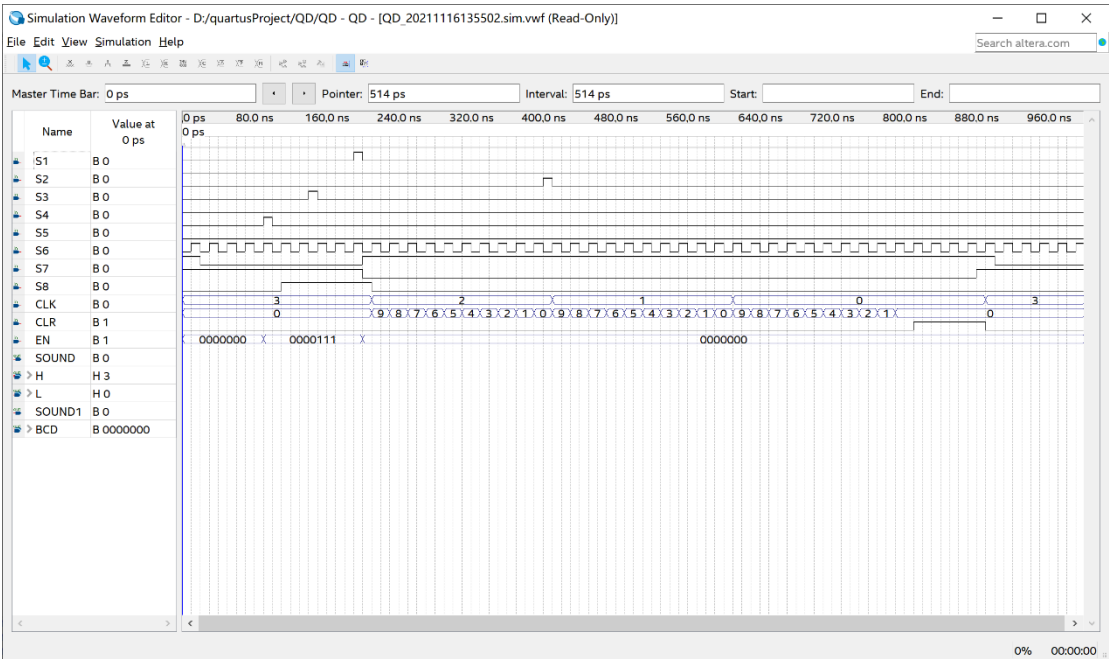 Simulation Waveform Editor - D:/quartusProject/QD/QD - QD - [QD_20211116135502.sim.vwf (Read-Only)]
File Edit View Simulation Help
Search altera.com
Master Time Bar: 0 ps Pointer: 514 ps Interval: 514 ps Start: End:
Name Value at 0 ps
0 ps 80.0 ns 160.0 ns 240.0 ns 320.0 ns 400.0 ns 480.0 ns 560.0 ns 640.0 ns 720.0 ns 800.0 ns 880.0 ns 960.0 ns
0 ps
S1 B 0
S2 B 0
S3 B 0
S4 B 0
S5 B 0
S6 B 0
S7 B 0
S8 B 0
CLK B 0 3 2 1 0 3
CLR B 1 0 9 8 7 6 5 4 3 2 1 0 9 8 7 6 5 4 3 2 1 0 9 8 7 6 5 4 3 2 1 0
EN B 1 0000000 0000111 0000000
SOUND B 0
H H 3
L H 0
SOUND1 B 0
BCD B 0000000
0% 00:00:00